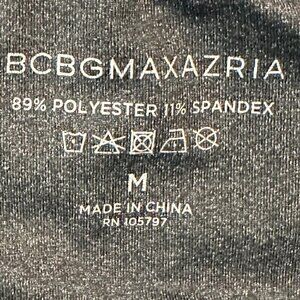 BCBGMAXAZRIA
89% POLYESTER 11% SPANDEX
M
MADE IN CHINA
RN 105797